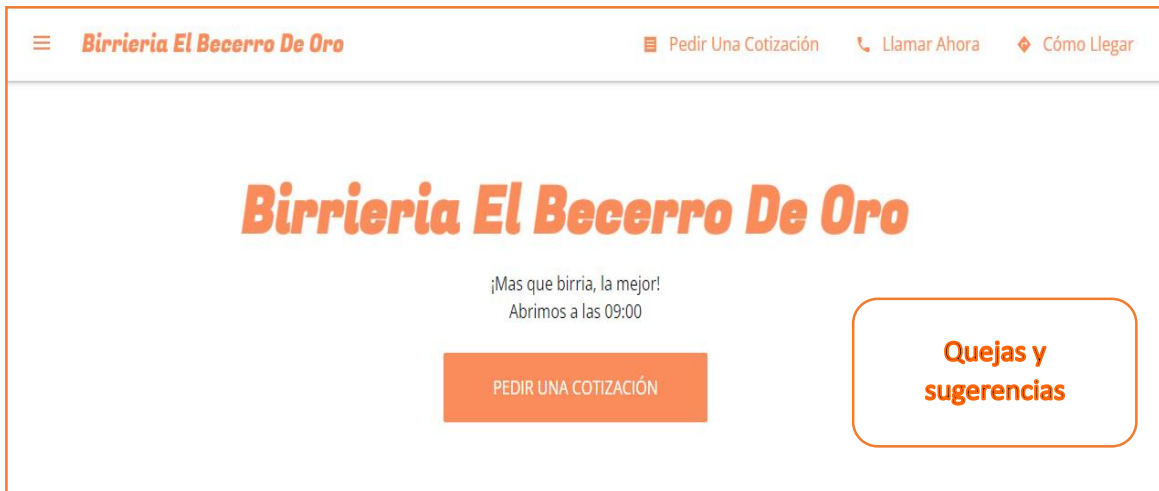 Birrieria El Becerro De Oro
Pedir Una Cotización
Llamar Ahora
Cómo Llegar
Birrieria El Becerro De Oro
¡Mas que birria, la mejor!
Abrimos a las 09:00
PEDIR UNA COTIZACIÓN
Quejas y
sugerencias